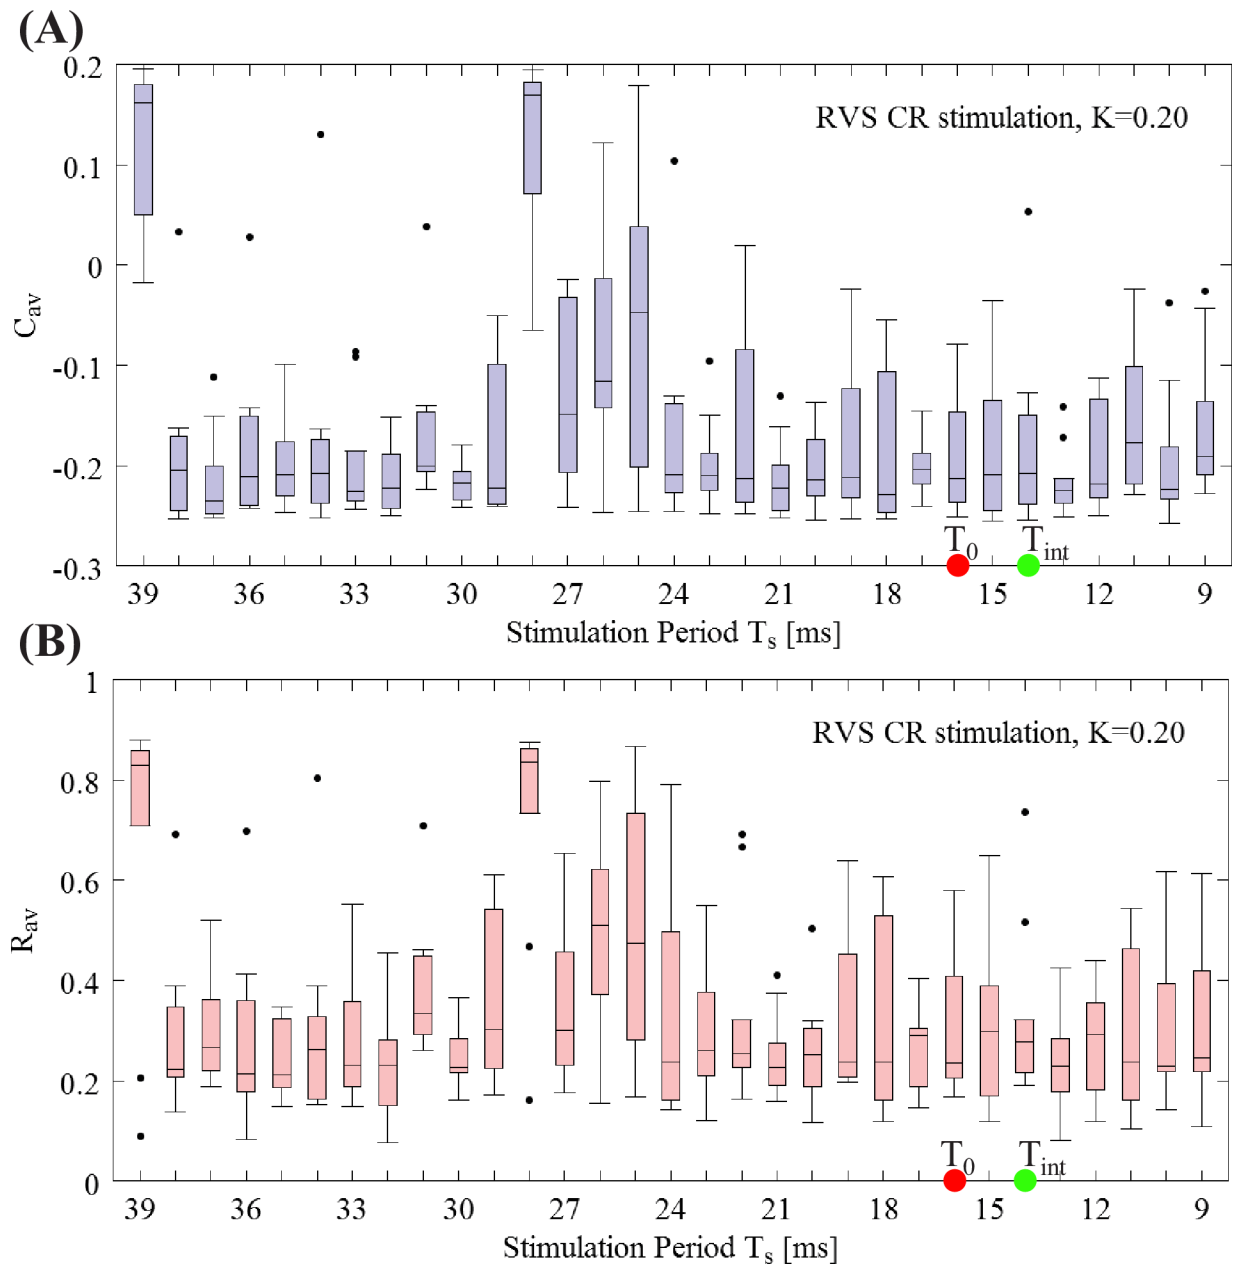 (A)
0.2
0.1
0
-0.1
-0.2
-0.3
C_av
RVS CR stimulation, K=0.20
T_0
T_int
39 36 33 30 27 24 21 18 15 12 9
Stimulation Period T_s [ms]
(B)
1
0.8
0.6
0.4
0.2
0
R_av
RVS CR stimulation, K=0.20
T_0
T_int
39 36 33 30 27 24 21 18 15 12 9
Stimulation Period T_s [ms]